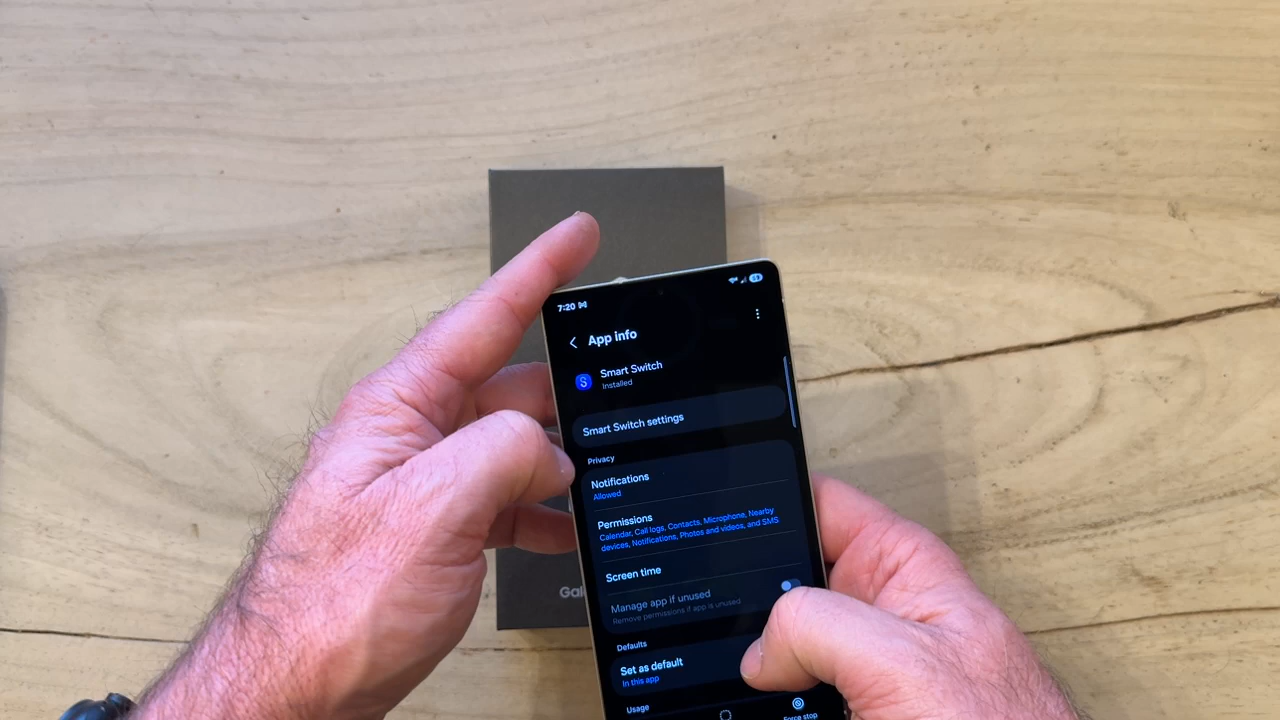 7:20
App info
Smart Switch
Installed
Smart Switch settings
Privacy
Notifications
Allowed
Permissions
Calendar, Call logs, Contacts, Microphone, Nearby
devices, Notifications, Photos and videos, and SMS
Screen time
Manage app if unused
Remove permissions if app is unused
Defaults
Set as default
In this app
Usage
Force stop
Gal